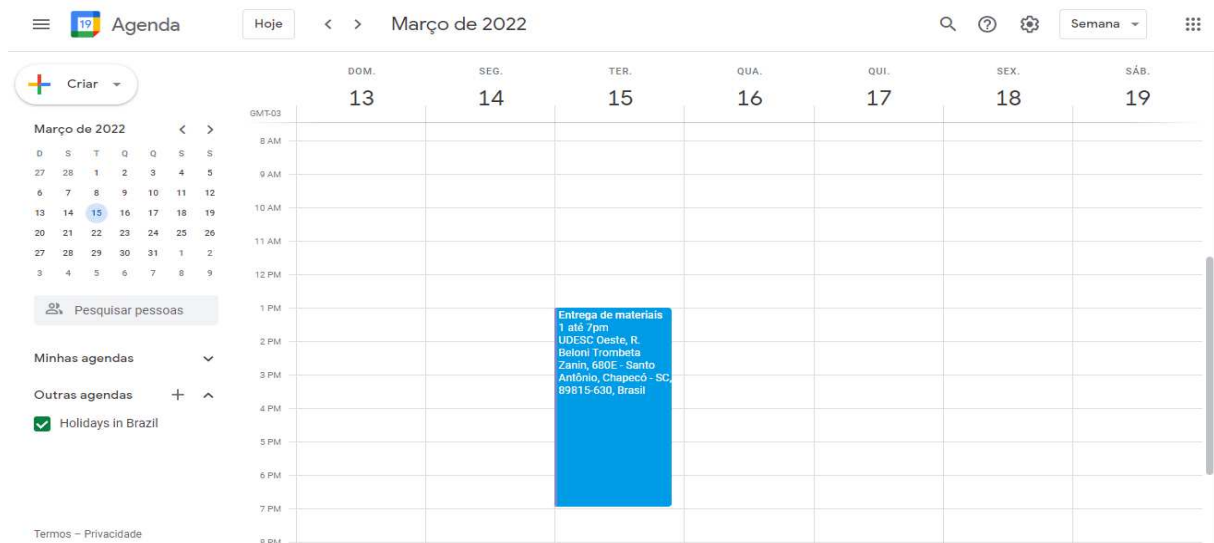 19 Agenda Hoje < > Março de 2022 Semana
Criar
DOM. SEG. TER. QUA. QUI. SEX. SÁB.
13 14 15 16 17 18 19
GMT-03
Março de 2022 < >
D S T Q Q S S
27 28 1 2 3 4 5
6 7 8 9 10 11 12
13 14 15 16 17 18 19
20 21 22 23 24 25 26
27 28 29 30 31 1 2
3 4 5 6 7 8 9
Pesquisar pessoas
Minhas agendas
Outras agendas
Holidays in Brazil
Termos – Privacidade
8 AM
9 AM
10 AM
11 AM
12 PM
1 PM
2 PM
3 PM
4 PM
5 PM
6 PM
7 PM
8 PM
Entrega de materiais
1 até 7pm
UDESC Oeste, R.
Beloni Trombeta
Zanin, 680E - Santo
Antônio, Chapecó - SC,
89815-630, Brasil